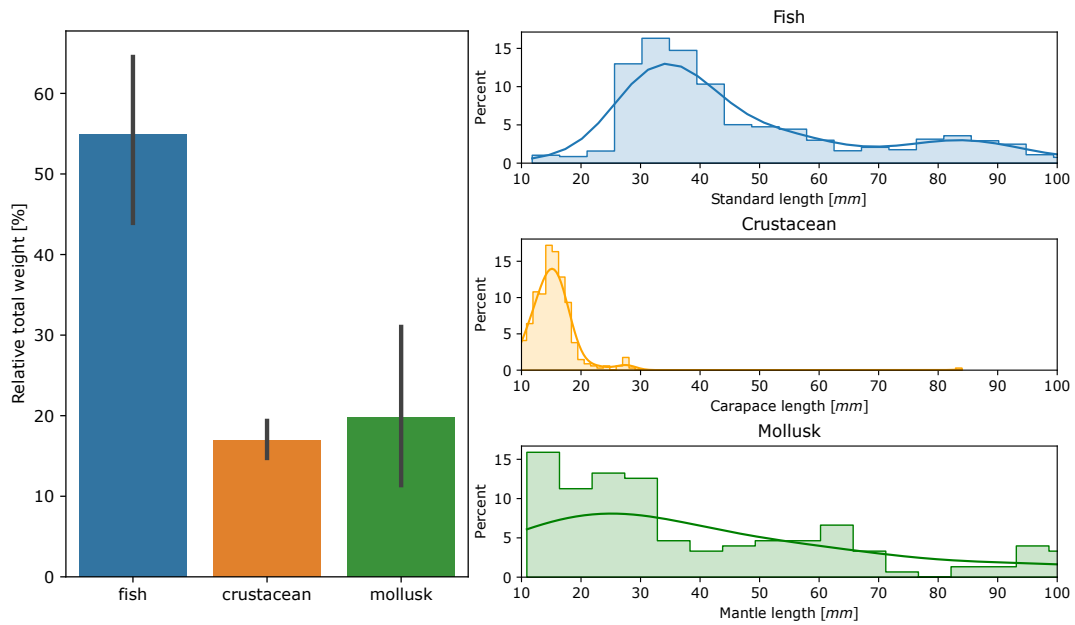 Relative total weight [%]
60
50
40
30
20
10
0
fish crustacean mollusk
Fish
Percent
15
10
5
0
10 20 30 40 50 60 70 80 90 100
Standard length [mm]
Crustacean
Percent
15
10
5
0
10 20 30 40 50 60 70 80 90 100
Carapace length [mm]
Mollusk
Percent
15
10
5
0
10 20 30 40 50 60 70 80 90 100
Mantle length [mm]